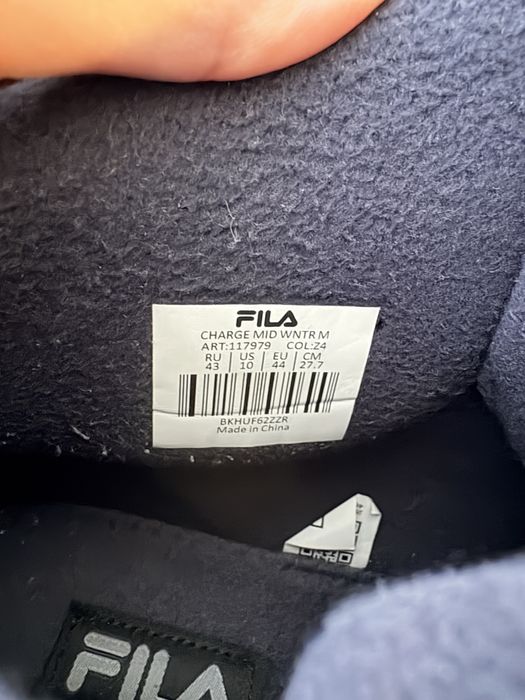 FILA
CHARGE MID WNTR M
ART:117979 COL:Z4
RU US EU CM
43 10 44 27.7
BKHUF62ZZR
Made in China
FILA